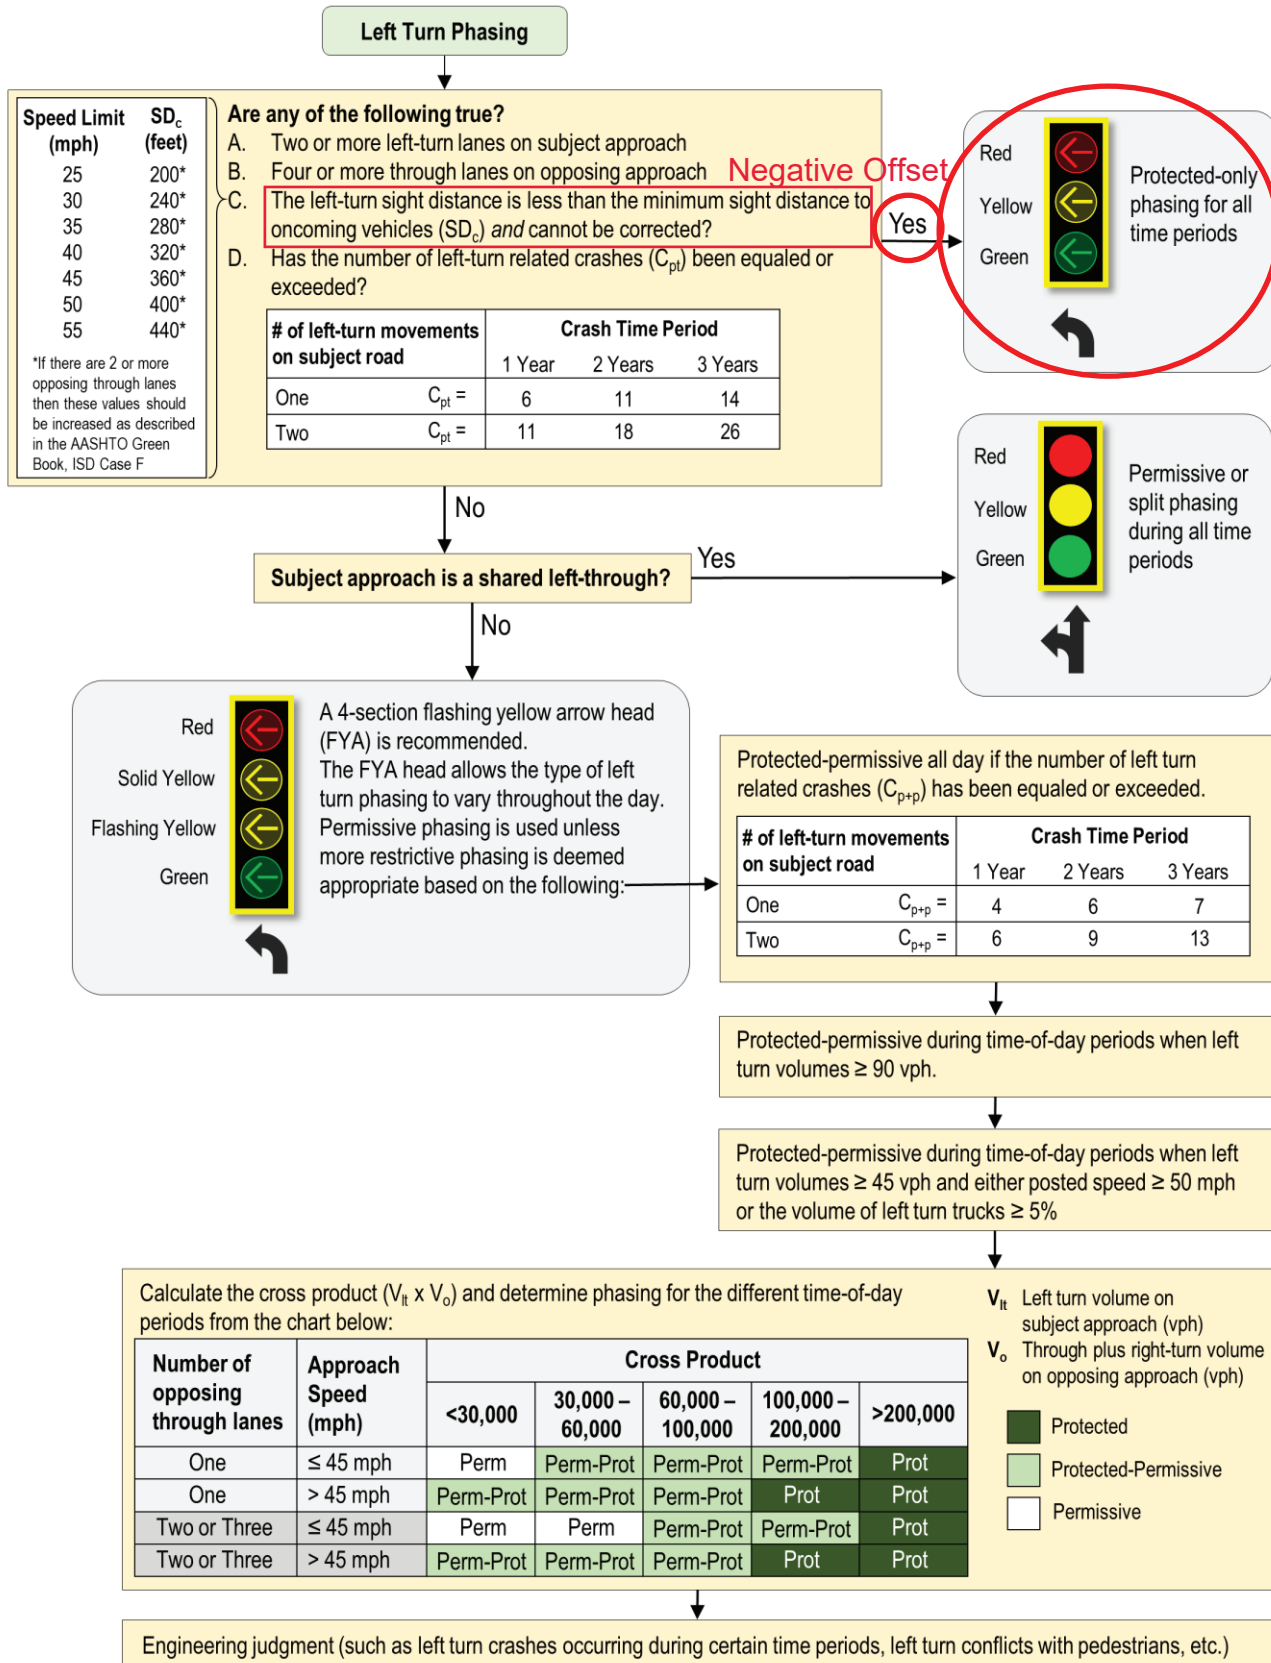 Left Turn Phasing
Speed Limit (mph) SDc (feet)
25 200*
30 240*
35 280*
40 320*
45 360*
50 400*
55 440*
*If there are 2 or more
opposing through lanes
then these values should
be increased as described
in the AASHTO Green
Book, ISD Case F
Are any of the following true?
A. Two or more left-turn lanes on subject approach
B. Four or more through lanes on opposing approach
Negative Offset
C. The left-turn sight distance is less than the minimum sight distance to
oncoming vehicles (SDc) and cannot be corrected?
D. Has the number of left-turn related crashes (Cpt) been equaled or
exceeded?
# of left-turn movements
on subject road
Crash Time Period
1 Year 2 Years 3 Years
One Cpt = 6 11 14
Two Cpt = 11 18 26
Yes
Red
Yellow
Green
Protected-only
phasing for all
time periods
No
Subject approach is a shared left-through?
Yes
Red
Yellow
Green
Permissive or
split phasing
during all time
periods
No
Red
Solid Yellow
Flashing Yellow
Green
A 4-section flashing yellow arrow head
(FYA) is recommended.
The FYA head allows the type of left
turn phasing to vary throughout the day.
Permissive phasing is used unless
more restrictive phasing is deemed
appropriate based on the following:
Protected-permissive all day if the number of left turn
related crashes (Cp+p) has been equaled or exceeded.
# of left-turn movements
on subject road
Crash Time Period
1 Year 2 Years 3 Years
One Cp+p = 4 6 7
Two Cp+p = 6 9 13
Protected-permissive during time-of-day periods when left
turn volumes ≥ 90 vph.
Protected-permissive during time-of-day periods when left
turn volumes ≥ 45 vph and either posted speed ≥ 50 mph
or the volume of left turn trucks ≥ 5%
Calculate the cross product (Vlt x Vo) and determine phasing for the different time-of-day
periods from the chart below:
Number of
opposing
through lanes
Approach
Speed
(mph)
Cross Product
<30,000 30,000 – 60,000 60,000 – 100,000 100,000 – 200,000 >200,000
One ≤ 45 mph Perm Perm-Prot Perm-Prot Perm-Prot Prot
One > 45 mph Perm-Prot Perm-Prot Perm-Prot Prot Prot
Two or Three ≤ 45 mph Perm Perm Perm-Prot Perm-Prot Prot
Two or Three > 45 mph Perm-Prot Perm-Prot Perm-Prot Prot Prot
Vlt Left turn volume on
subject approach (vph)
Vo Through plus right-turn volume
on opposing approach (vph)
Protected
Protected-Permissive
Permissive
Engineering judgment (such as left turn crashes occurring during certain time periods, left turn conflicts with pedestrians, etc.)